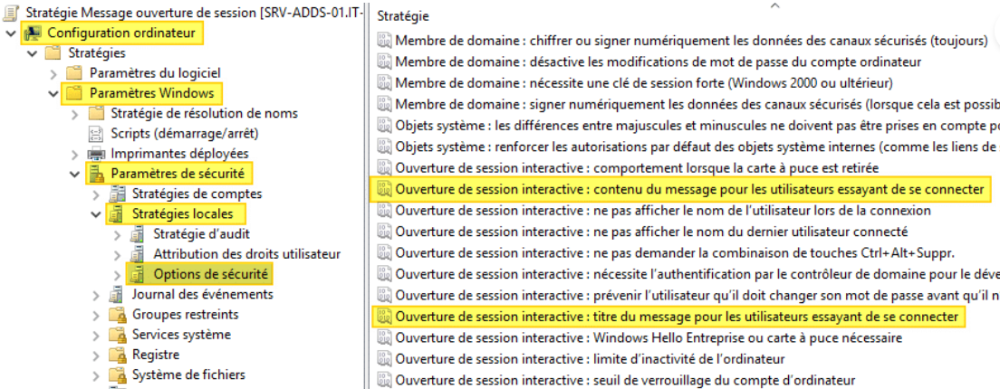 Stratégie Message ouverture de session [SRV-ADDS-01.IT-
Configuration ordinateur
Stratégies
Paramètres du logiciel
Paramètres Windows
Stratégie de résolution de noms
Scripts (démarrage/arrêt)
Imprimantes déployées
Paramètres de sécurité
Stratégies de comptes
Stratégies locales
Stratégie d'audit
Attribution des droits utilisateur
Options de sécurité
Journal des événements
Groupes restreints
Services système
Registre
Système de fichiers
Stratégie
Membre de domaine : chiffrer ou signer numériquement les données des canaux sécurisés (toujours)
Membre de domaine : désactive les modifications de mot de passe du compte ordinateur
Membre de domaine : nécessite une clé de session forte (Windows 2000 ou ultérieur)
Membre de domaine : signer numériquement les données des canaux sécurisés (lorsque cela est possib
Objets système : les différences entre majuscules et minuscules ne doivent pas être prises en compte po
Objets système : renforcer les autorisations par défaut des objets système internes (comme les liens de
Ouverture de session interactive : comportement lorsque la carte à puce est retirée
Ouverture de session interactive : contenu du message pour les utilisateurs essayant de se connecter
Ouverture de session interactive : ne pas afficher le nom de l'utilisateur lors de la connexion
Ouverture de session interactive : ne pas afficher le nom du dernier utilisateur connecté
Ouverture de session interactive : ne pas demander la combinaison de touches Ctrl+Alt+Suppr.
Ouverture de session interactive : nécessite l'authentification par le contrôleur de domaine pour le déve
Ouverture de session interactive : prévenir l'utilisateur qu'il doit changer son mot de passe avant qu'il n
Ouverture de session interactive : titre du message pour les utilisateurs essayant de se connecter
Ouverture de session interactive : Windows Hello Entreprise ou carte à puce nécessaire
Ouverture de session interactive : limite d'inactivité de l'ordinateur
Ouverture de session interactive : seuil de verrouillage du compte d'ordinateur